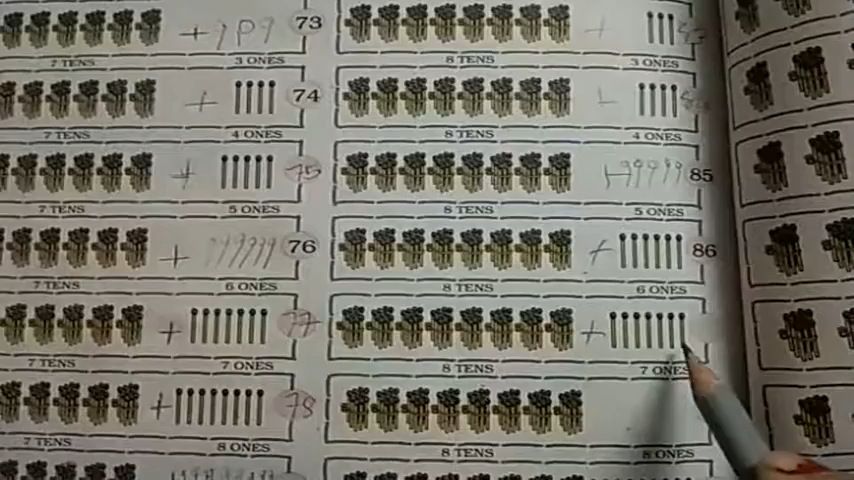 + 73
3 ONES
7 TENS
+ 74
4 ONES
7 TENS
+ 75
5 ONES
7 TENS
+ 76
6 ONES
7 TENS
+ 77
7 ONES
7 TENS
+ 78
8 ONES
7 TENS
+
8 TENS
3 ONES
8 TENS
4 ONES
85
8 TENS
5 ONES
+ 86
8 TENS
6 ONES
+
8 TENS
7 ONES
8 TENS
8 ONES